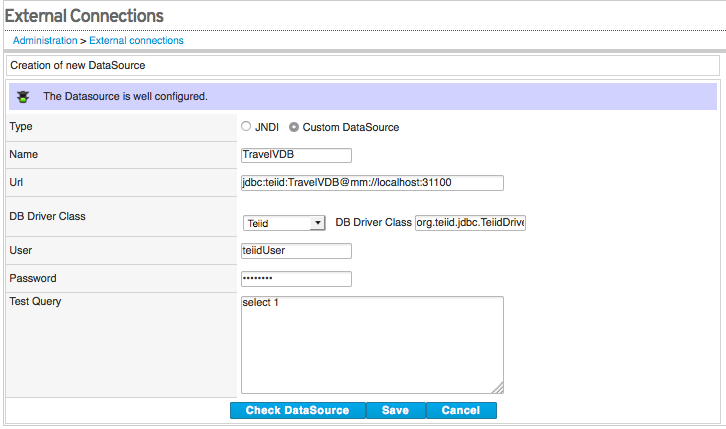 External Connections
Administration > External connections
Creation of new DataSource
The Datasource is well configured.
Type JNDI Custom DataSource
Name TravelVDB
Url jdbc:teiid:TravelVDB@mm://localhost:31100
DB Driver Class Teiid DB Driver Class org.teiid.jdbc.TeiidDrive
User teiidUser
Password ••••••••
Test Query select 1
Check DataSource Save Cancel